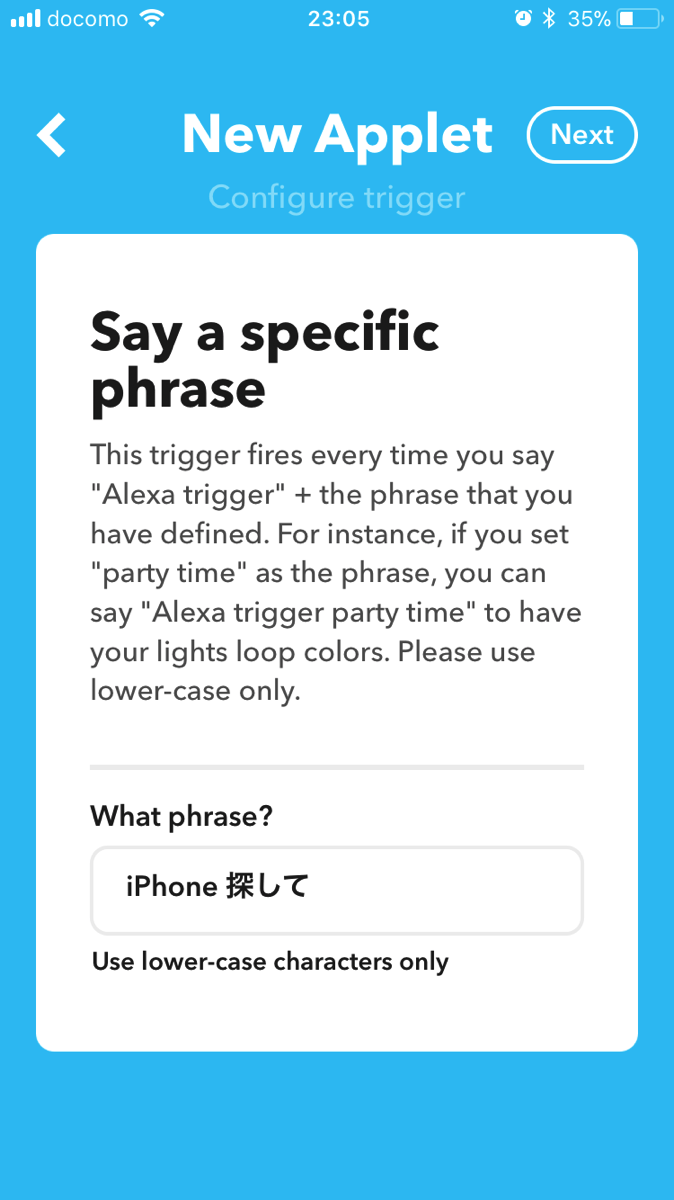 docomo 23:05 35%
New Applet Next
Configure trigger
Say a specific
phrase
This trigger fires every time you say
"Alexa trigger" + the phrase that you
have defined. For instance, if you set
"party time" as the phrase, you can
say "Alexa trigger party time" to have
your lights loop colors. Please use
lower-case only.
What phrase?
iPhone 探して
Use lower-case characters only